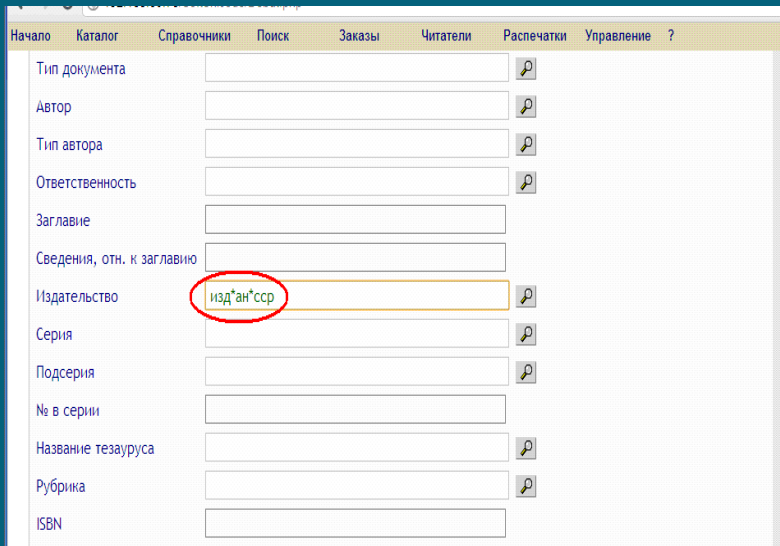 Начало Каталог Справочники Поиск Заказы Читатели Распечатки Управление ?
Тип документа
Автор
Тип автора
Ответственность
Заглавие
Сведения, отн. к заглавию
Издательство изд*ан*сср
Серия
Подсерия
№ в серии
Название тезауруса
Рубрика
ISBN